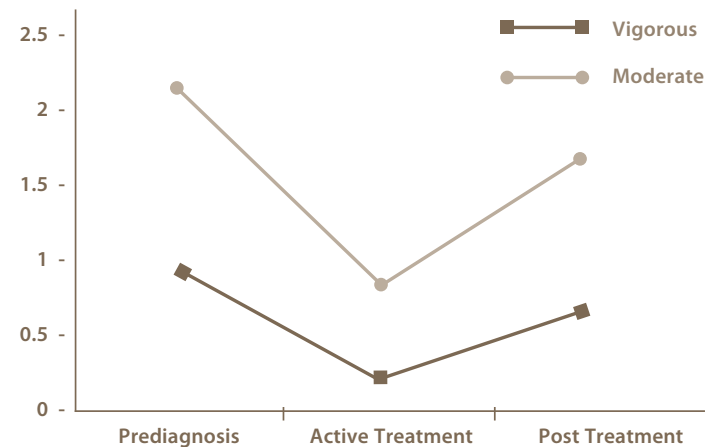 2.5 -
Vigorous
Moderate
2 -
1.5 -
1 -
0.5 -
0 -
Prediagnosis Active Treatment Post Treatment